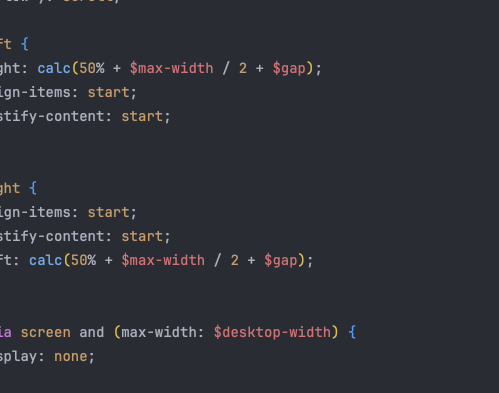 ft {
ght: calc(50% + $max-width / 2 + $gap);
ign-items: start;
stify-content: start;
ght {
ign-items: start;
stify-content: start;
ft: calc(50% + $max-width / 2 + $gap);
ia screen and (max-width: $desktop-width) {
splay: none;